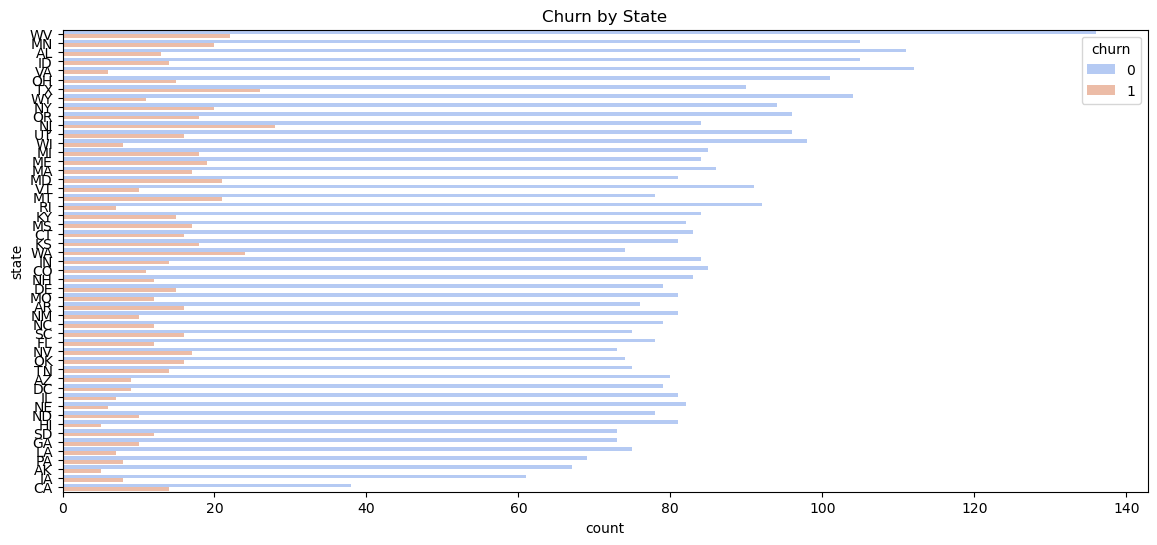 Churn by State
WV
MN
AL
ID
VA
OH
TX
WY
NY
OR
NJ
UT
WI
MI
ME
MA
MD
VT
MT
RI
KY
MS
CT
KS
WA
IN
CO
NH
DE
MO
AR
NM
NC
SC
FL
NV
OK
TN
AZ
DC
IL
NE
ND
HI
SD
GA
LA
PA
AK
IA
CA
state
churn
0
1
0
20
40
60
80
100
120
140
count